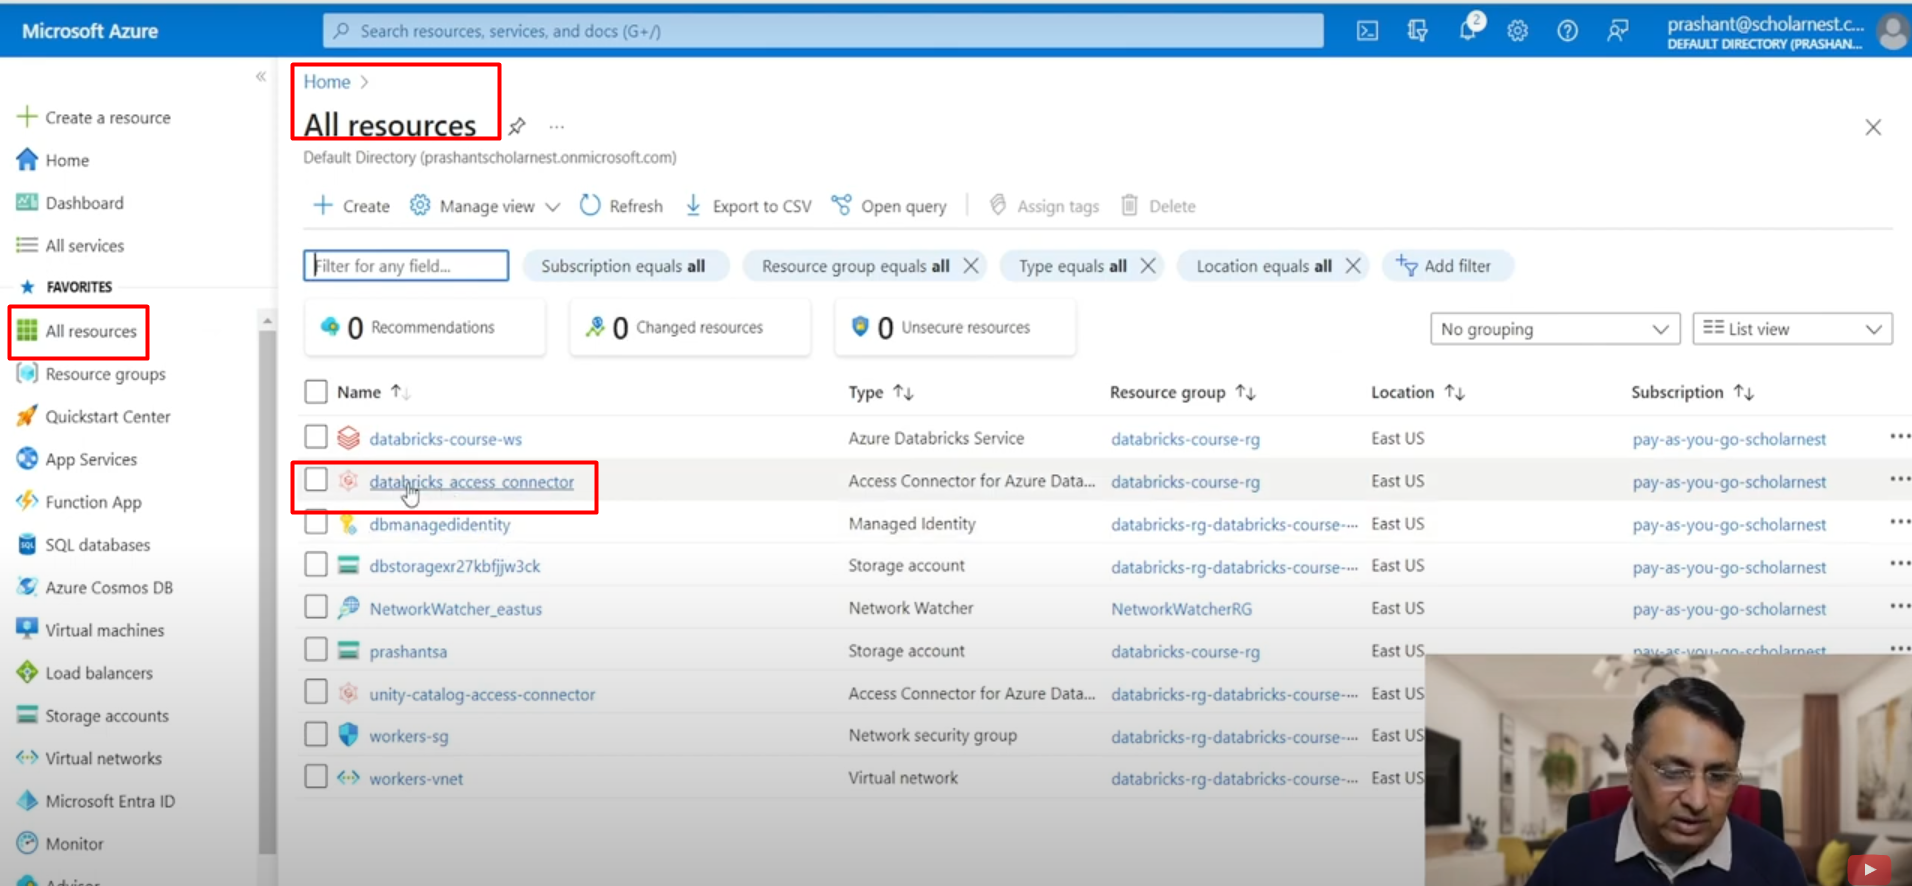 Microsoft Azure
Search resources, services, and docs (G+/)
2
prashant@scholarnest.c...
DEFAULT DIRECTORY (PRASHAN...
Create a resource
Home
Dashboard
All services
FAVORITES
All resources
Resource groups
Quickstart Center
App Services
Function App
SQL databases
Azure Cosmos DB
Virtual machines
Load balancers
Storage accounts
Virtual networks
Microsoft Entra ID
Monitor
Advisor
Home >
All resources
Default Directory (prashantscholarnest.onmicrosoft.com)
Create Manage view Refresh Export to CSV Open query Assign tags Delete
Filter for any field... Subscription equals all Resource group equals all Type equals all Location equals all Add filter
0 Recommendations 0 Changed resources 0 Unsecure resources No grouping List view
Name Type Resource group Location Subscription
databricks-course-ws Azure Databricks Service databricks-course-rg East US pay-as-you-go-scholarnest
databricks_access_connector Access Connector for Azure Data... databricks-course-rg East US pay-as-you-go-scholarnest
dbmanagedidentity Managed Identity databricks-rg-databricks-course-... East US pay-as-you-go-scholarnest
dbstoragexr27kbfjjw3ck Storage account databricks-rg-databricks-course-... East US pay-as-you-go-scholarnest
NetworkWatcher_eastus Network Watcher NetworkWatcherRG East US pay-as-you-go-scholarnest
prashantsa Storage account databricks-course-rg East US pay-as-you-go-scholarnest
unity-catalog-access-connector Access Connector for Azure Data... databricks-rg-databricks-course-... East US
workers-sg Network security group databricks-rg-databricks-course-... East US
workers-vnet Virtual network databricks-rg-databricks-course-... East US